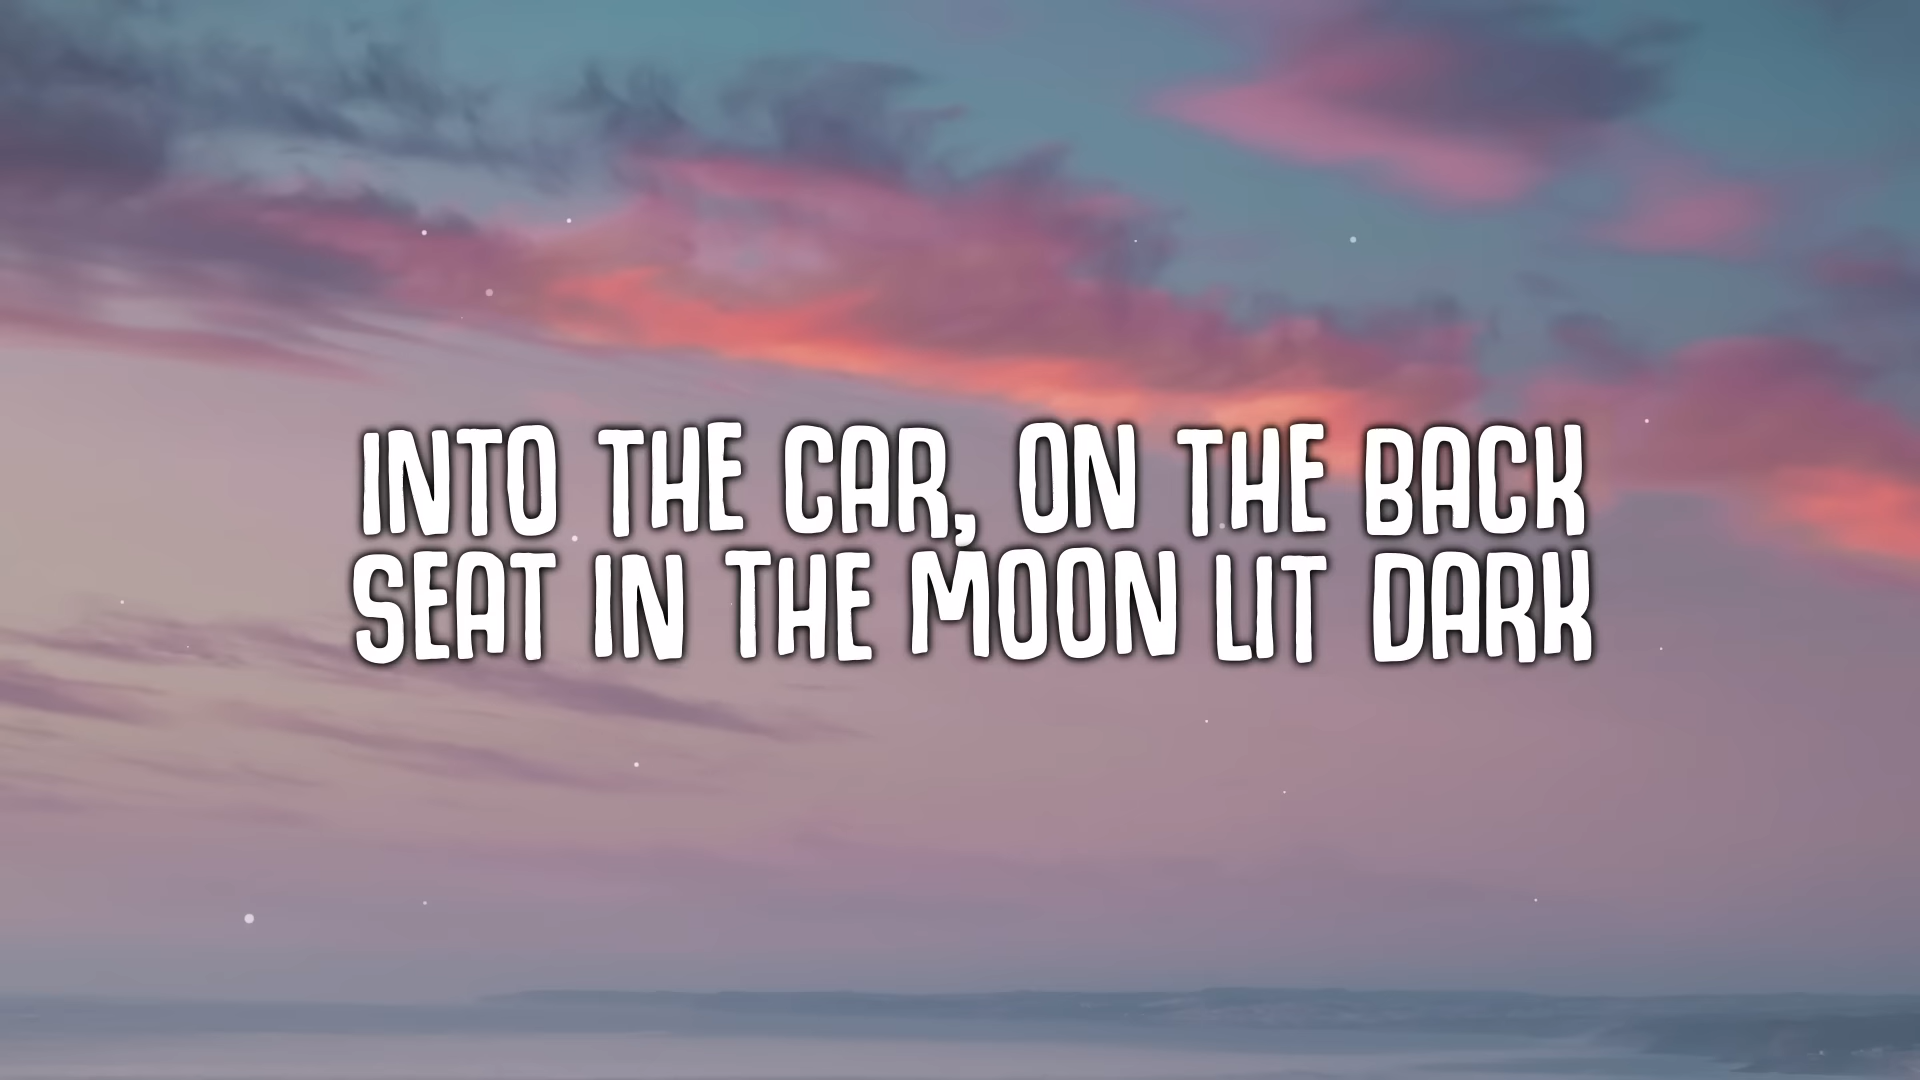 INTO THE CAR, ON THE BACK
SEAT IN THE MOON LIT DARK